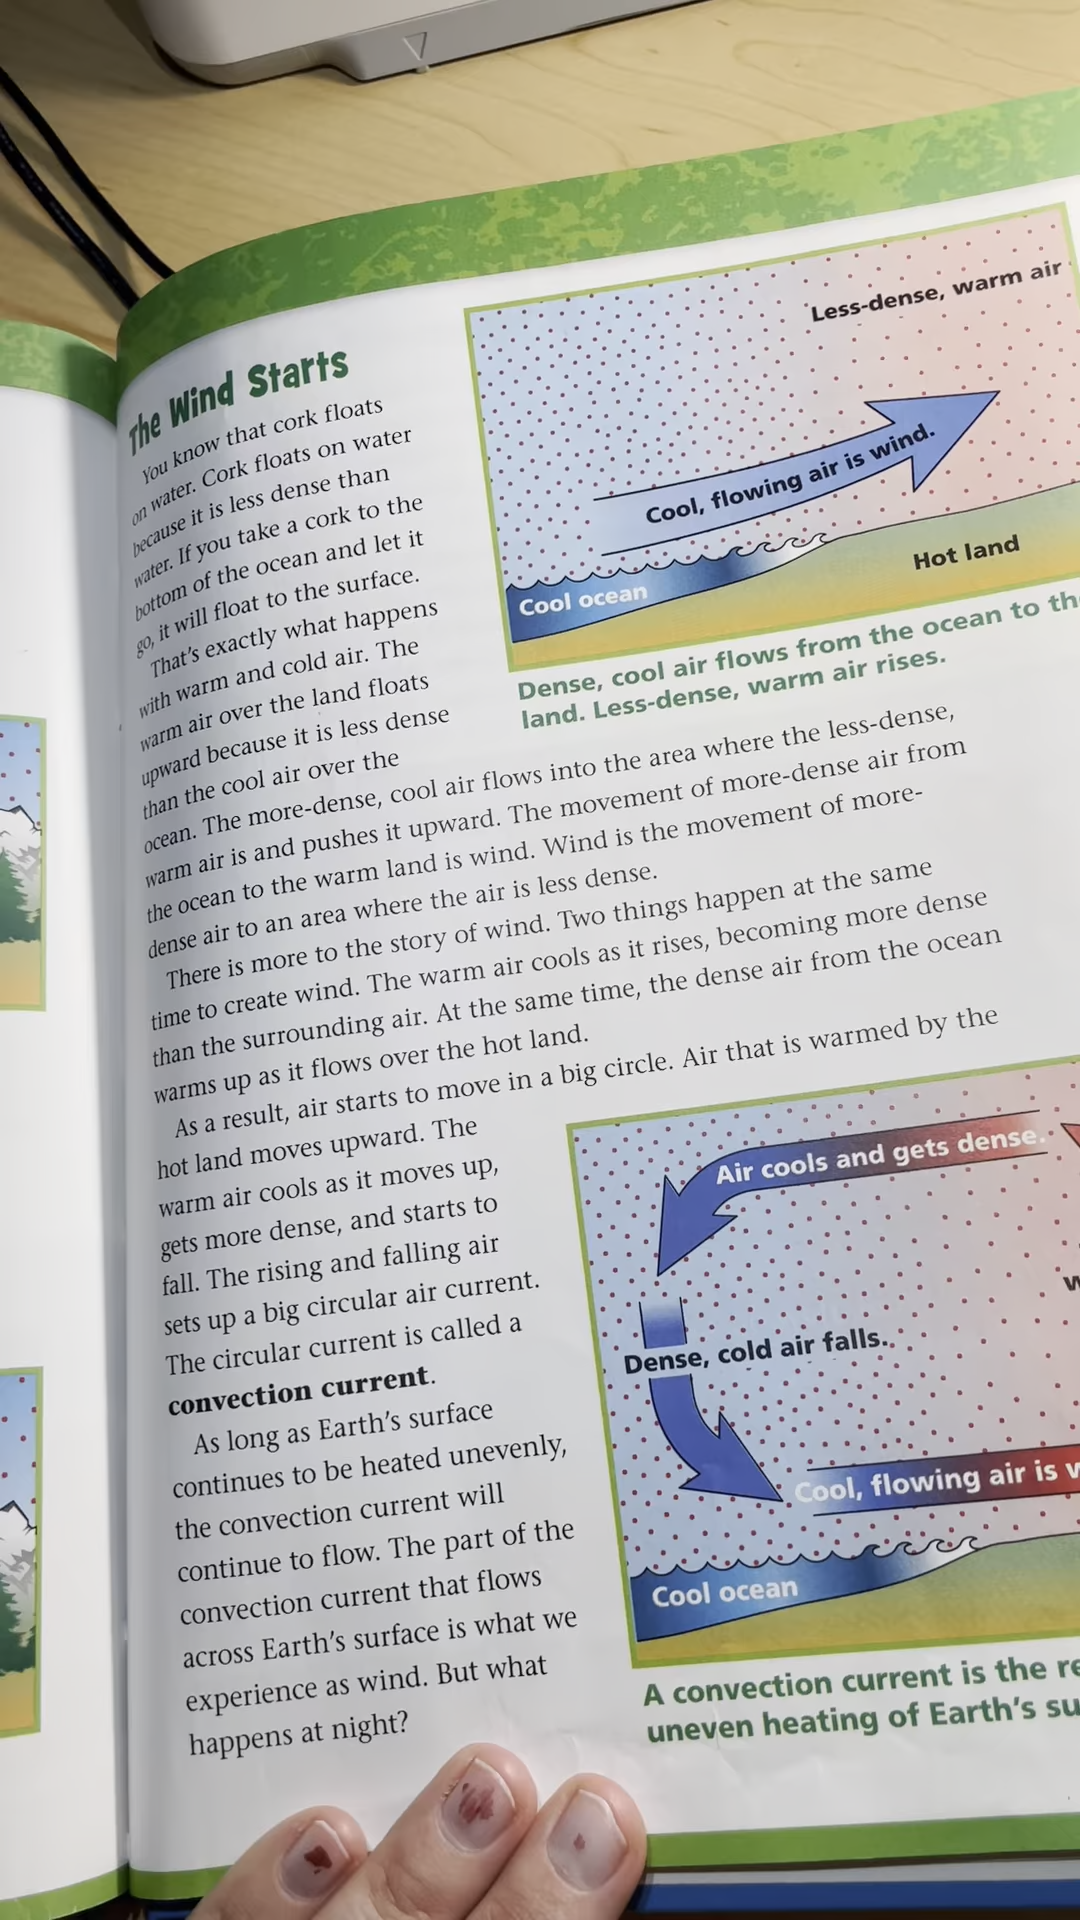 The Wind Starts
You know that cork floats
on water. Cork floats on water
because it is less dense than
water. If you take a cork to the
bottom of the ocean and let it
go, it will float to the surface.
That's exactly what happens
with warm and cold air. The
warm air over the land floats
upward because it is less dense
than the cool air over the
ocean. The more-dense, cool air flows into the area where the less-dense,
warm air is and pushes it upward. The movement of more-dense air from
the ocean to the warm land is wind. Wind is the movement of more-
dense air to an area where the air is less dense.
There is more to the story of wind. Two things happen at the same
time to create wind. The warm air cools as it rises, becoming more dense
than the surrounding air. At the same time, the dense air from the ocean
warms up as it flows over the hot land.
As a result, air starts to move in a big circle. Air that is warmed by the
hot land moves upward. The
warm air cools as it moves up,
gets more dense, and starts to
fall. The rising and falling air
sets up a big circular air current.
The circular current is called a
convection current.
As long as Earth's surface
continues to be heated unevenly,
the convection current will
continue to flow. The part of the
convection current that flows
across Earth's surface is what we
experience as wind. But what
happens at night?
Less-dense, warm air
Cool, flowing air is wind.
Hot land
Cool ocean
Dense, cool air flows from the ocean to
land. Less-dense, warm air rises.
Air cools and gets dense.
Dense, cold air falls.
Cool, flowing air is
Cool ocean
A convection current is the
uneven heating of Earth's